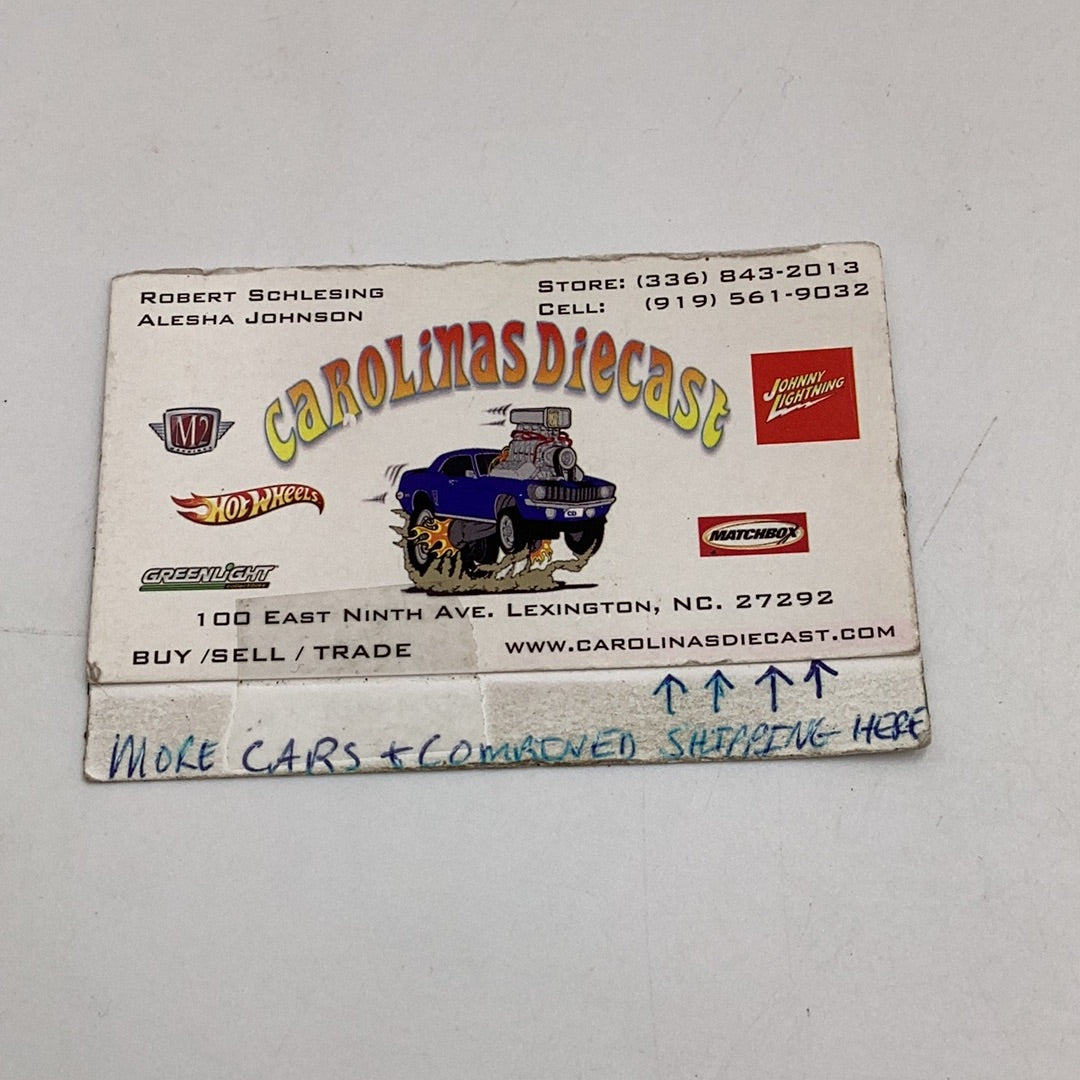 ROBERT SCHLESING
ALESHA JOHNSON
STORE: (336) 843-2013
CELL: (919) 561-9032
CAROLINAS DIECAST
M2
JOHNNY
LIGHTNING
HOT WHEELS
MATCHBOX
CD
GREENLIGHT
100 EAST NINTH AVE. LEXINGTON, NC. 27292
BUY /SELL / TRADE
WWW.CAROLINASDIECAST.COM
MORE CARS + COMBINED SHIPPING HERE